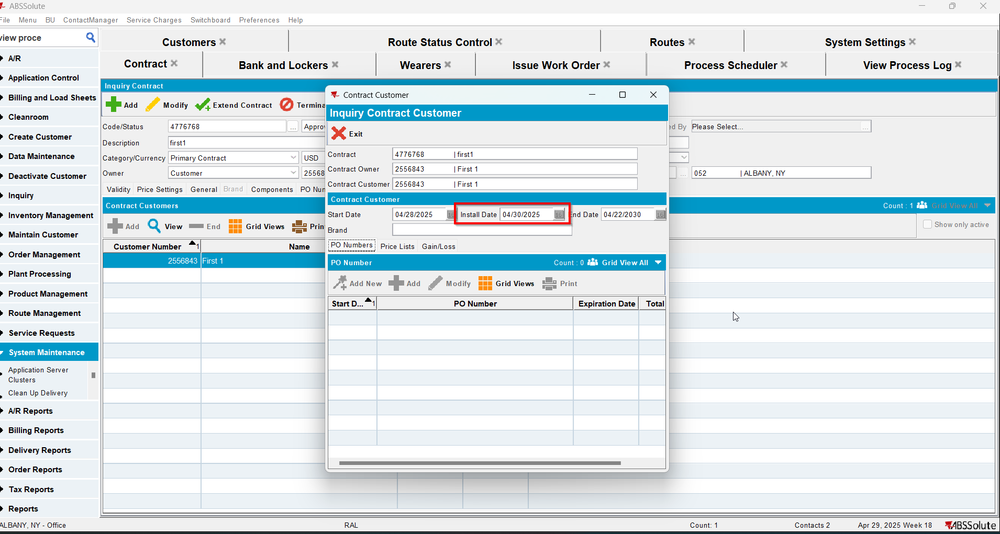 ABSSolute
File Menu BU ContactManager Service Charges Switchboard Preferences Help
view proce
Customers
Route Status Control
Routes
System Settings
Contract
Bank and Lockers
Wearers
Issue Work Order
Process Scheduler
View Process Log
A/R
Application Control
Billing and Load Sheets
Cleanroom
Create Customer
Data Maintenance
Deactivate Customer
Inquiry
Inventory Management
Maintain Customer
Order Management
Plant Processing
Product Management
Route Management
Service Requests
System Maintenance
Application Server
Clusters
Clean Up Delivery
A/R Reports
Billing Reports
Delivery Reports
Order Reports
Tax Reports
Reports
Inquiry Contract
Add Modify Extend Contract Termina
Code/Status 4776768 ... Appro
ed By Please Select... ...
Description first1
Category/Currency Primary Contract USD
Owner Customer 25568
... 052 | ALBANY, NY
Validity Price Settings General Brand Components PO Nun
Contract Customers
Count : 1 Grid View All
Add View End Grid Views Prin
Show only active
Customer Number 1 Name
2556843 First 1
Contract Customer
Inquiry Contract Customer
Exit
Contract 4776768 | first1
Contract Owner 2556843 | First 1
Contract Customer 2556843 | First 1
Contract Customer
Start Date 04/28/2025 16 Install Date 04/30/2025 16 End Date 04/22/2030 16
Brand
PO Numbers Price Lists Gain/Loss
PO Number Count : 0 Grid View All
Add New Add Modify Grid Views Print
Start D... 1 PO Number Expiration Date Total
ALBANY, NY - Office RAL Count: 1 Contacts 2 Apr 29, 2025 Week 18 ABSSolute